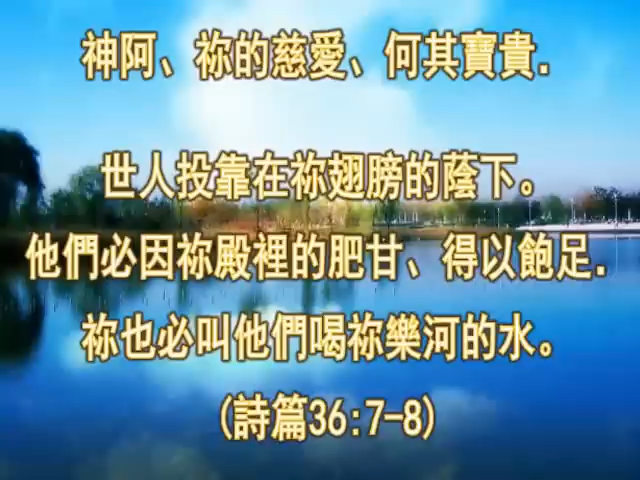 神阿、祢的慈愛、何其寶貴.
世人投靠在祢翅膀的蔭下。
他們必因祢殿裡的肥甘、得以飽足.
祢也必叫他們喝祢樂河的水。
(詩篇36:7-8)